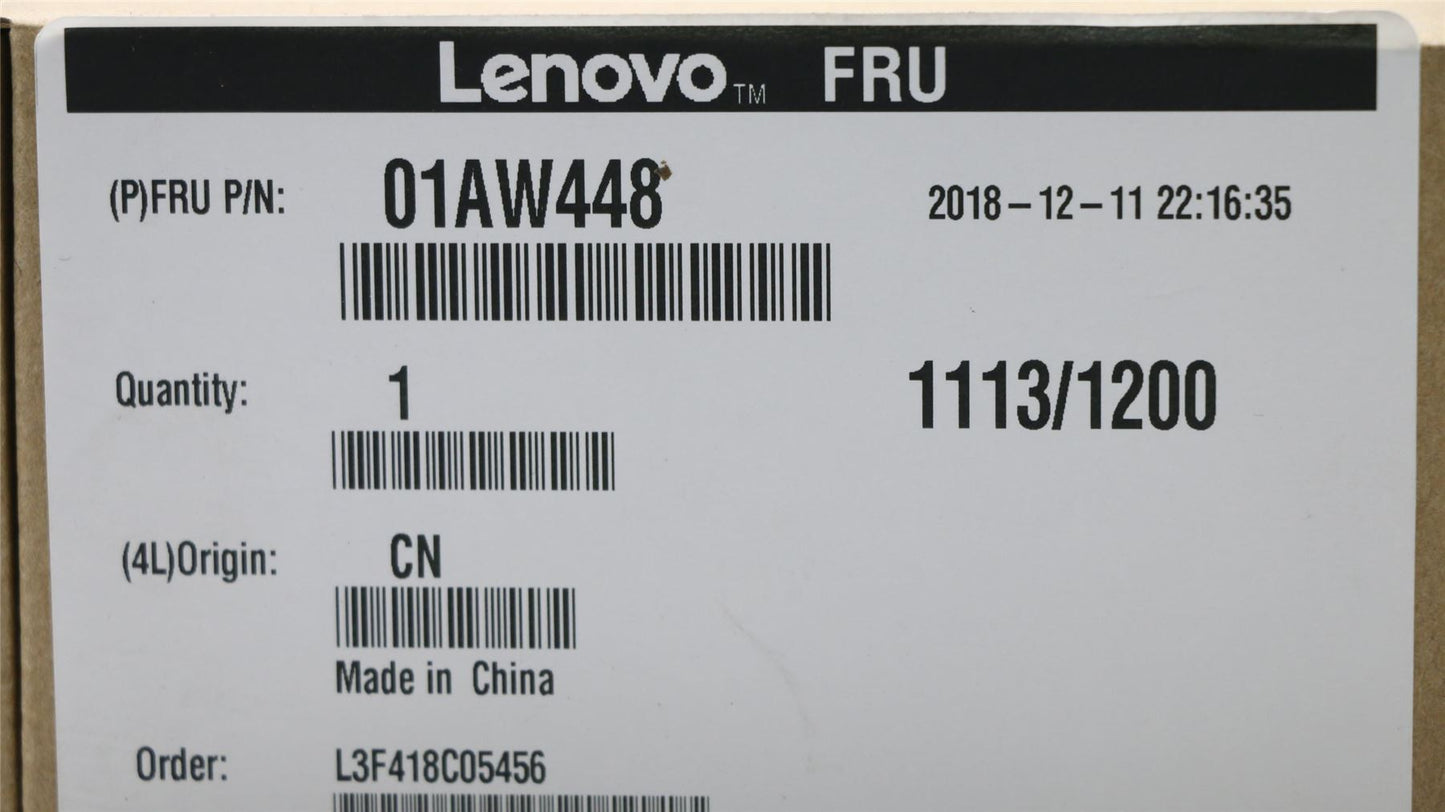 Lenovo™ FRU
(P)FRU P/N: 01AW448 2018-12-11 22:16:35
Quantity: 1 1113/1200
(4L)Origin: CN
Made in China
Order: L3F418C05456